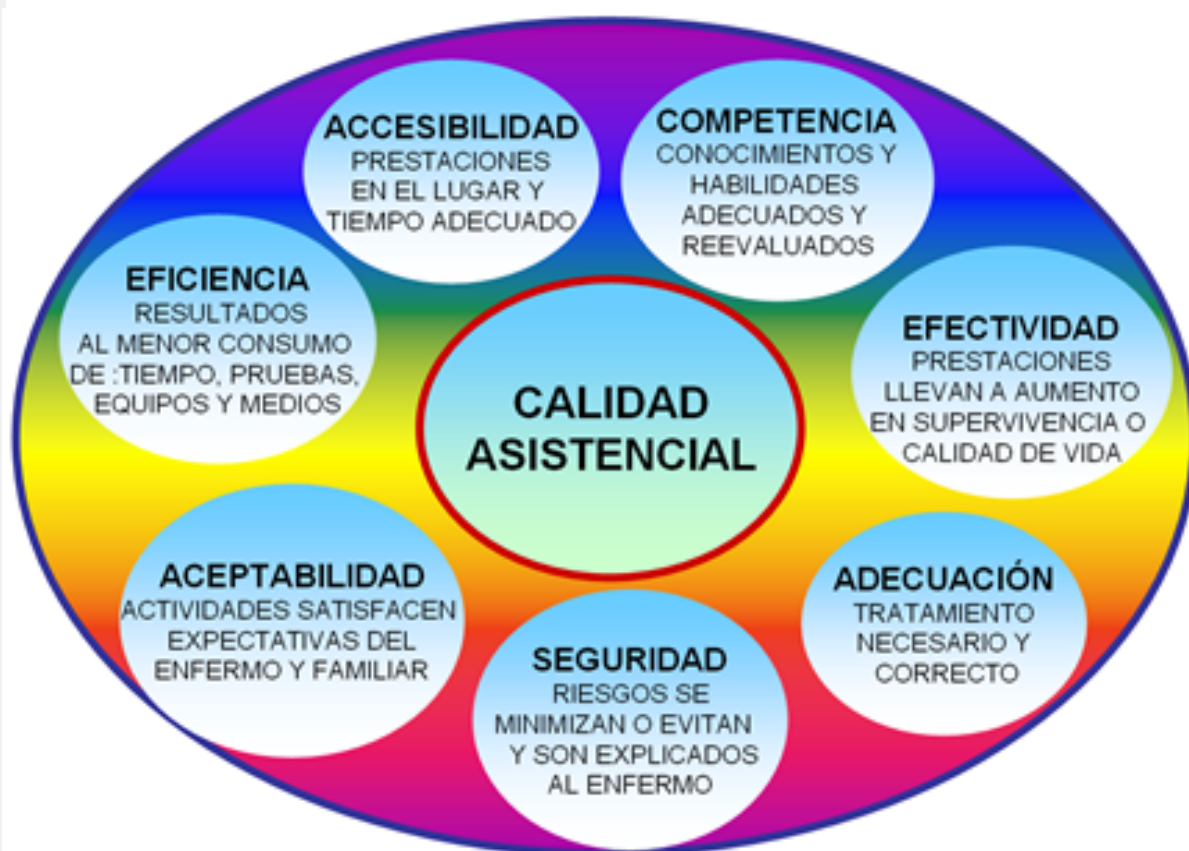 ACCESIBILIDAD
PRESTACIONES
EN EL LUGAR Y
TIEMPO ADECUADO
COMPETENCIA
CONOCIMIENTOS Y
HABILIDADES
ADECUADOS Y
REEVALUADOS
EFICIENCIA
RESULTADOS
AL MENOR CONSUMO
DE :TIEMPO, PRUEBAS,
EQUIPOS Y MEDIOS
CALIDAD
ASISTENCIAL
EFECTIVIDAD
PRESTACIONES
LLEVAN A AUMENTO
EN SUPERVIVENCIA O
CALIDAD DE VIDA
ACEPTABILIDAD
ACTIVIDADES SATISFACEN
EXPECTATIVAS DEL
ENFERMO Y FAMILIAR
SEGURIDAD
RIESGOS SE
MINIMIZAN O EVITAN
Y SON EXPLICADOS
AL ENFERMO
ADECUACIÓN
TRATAMIENTO
NECESARIO Y
CORRECTO